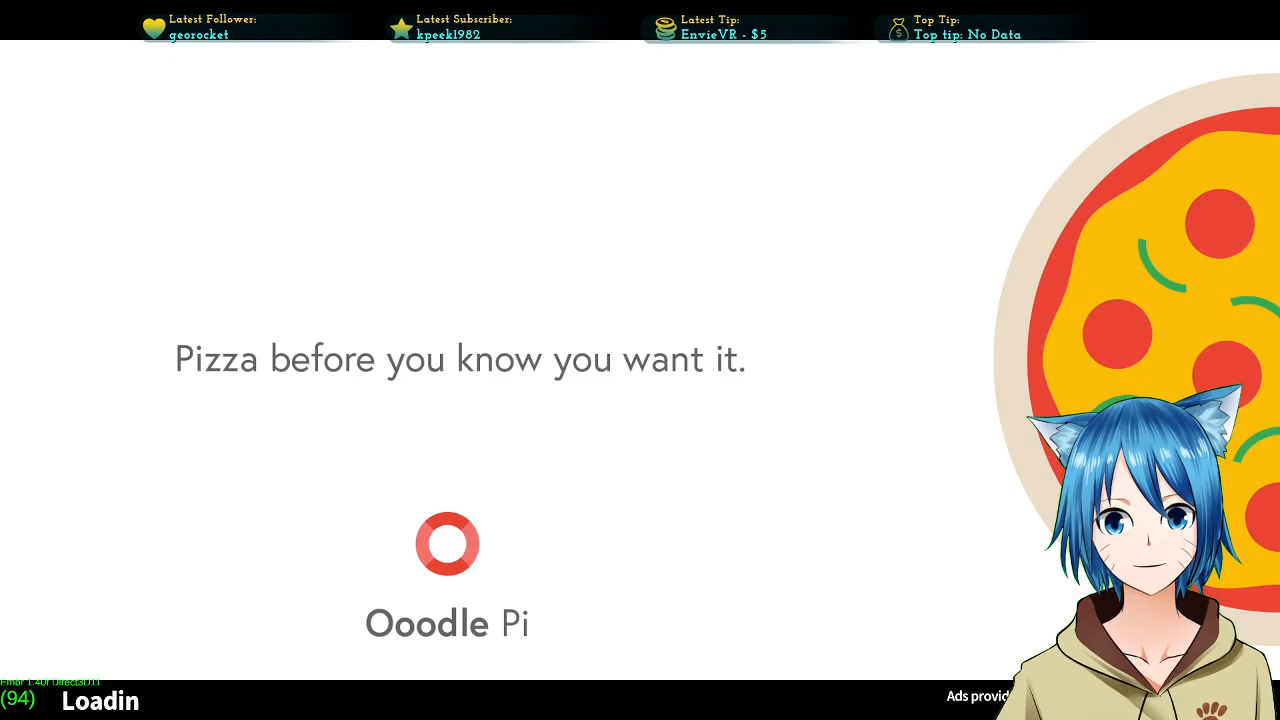 Latest Follower:
georocket
Latest Subscriber:
kpeek1982
Latest Tip:
EnvieVR - $5
Top Tip:
Top tip: No Data
Pizza before you know you want it.
Ooodle Pi
(94)
Loadin
Ads provid